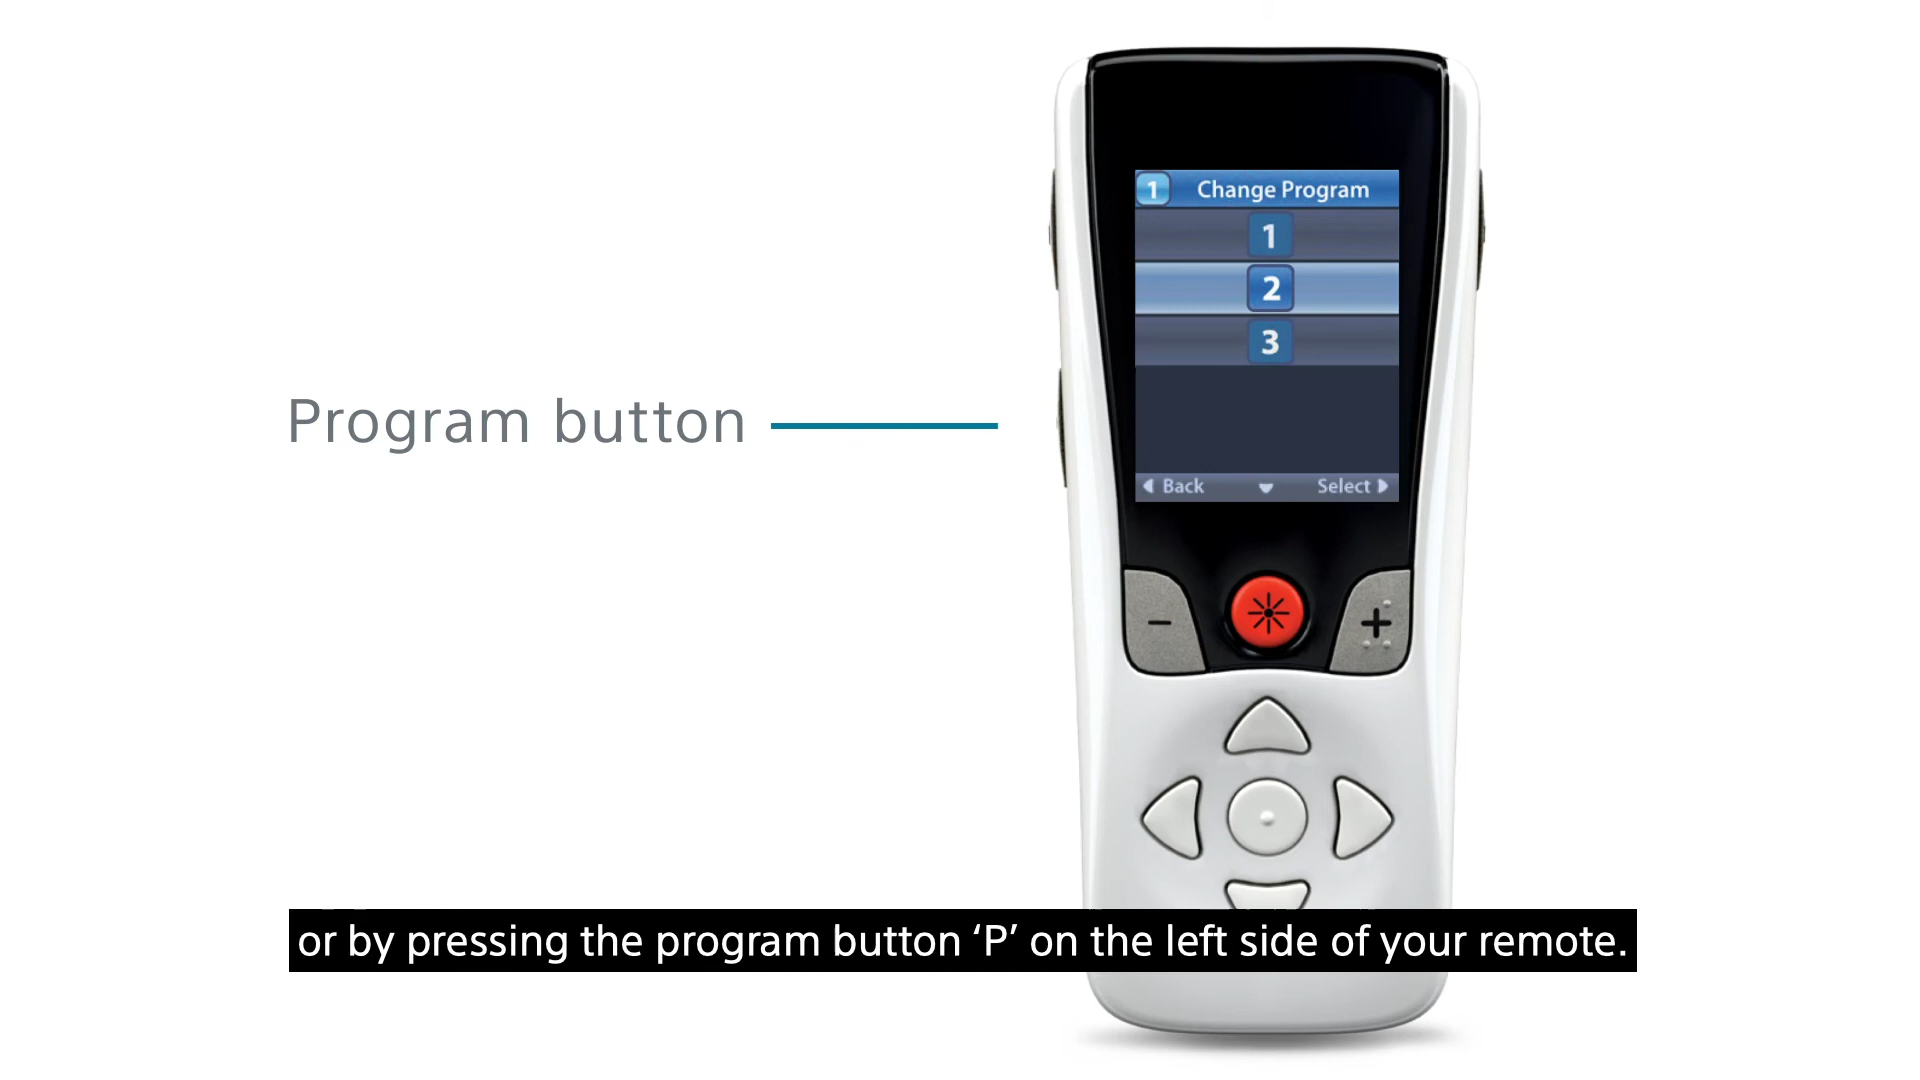 1 Change Program
1
2
3
Back Select
Program button
− +
or by pressing the program button ‘P’ on the left side of your remote.